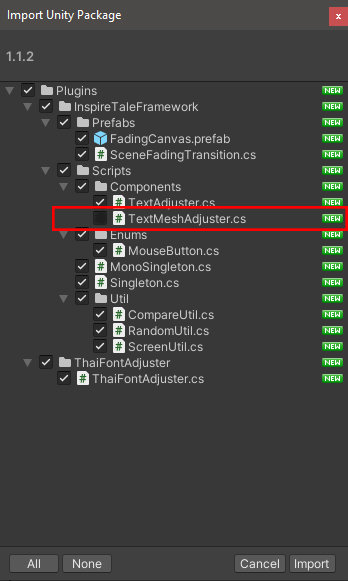 Import Unity Package
x
1.1.2
Plugins NEW
InspireTaleFramework NEW
Prefabs NEW
FadingCanvas.prefab NEW
# SceneFadingTransition.cs NEW
Scripts NEW
Components NEW
# TextAdjuster.cs NEW
# TextMeshAdjuster.cs NEW
Enums NEW
# MouseButton.cs NEW
# MonoSingleton.cs NEW
# Singleton.cs NEW
Util NEW
# CompareUtil.cs NEW
# RandomUtil.cs NEW
# ScreenUtil.cs NEW
ThaiFontAdjuster NEW
# ThaiFontAdjuster.cs NEW
All None Cancel Import